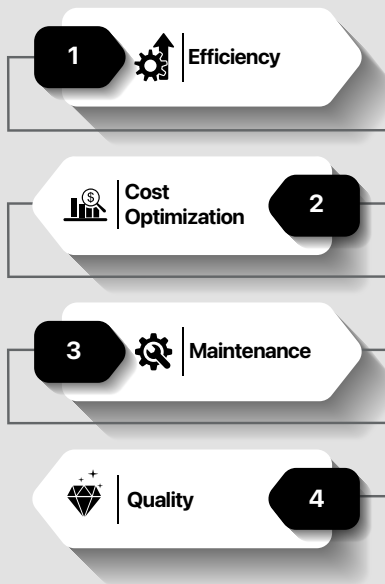 1
Efficiency
Cost
Optimization
2
3
Maintenance
Quality
4